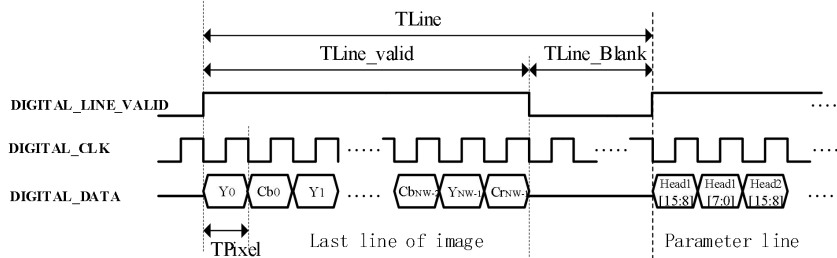 TLine
TLine_valid
TLine_Blank
DIGITAL_LINE_VALID
.....
DIGITAL_CLK
..... ..... .....
DIGITAL_DATA
Y0 Cb0 Y1 ..... CbNW-2 YNW-1 CrNW-1 Head1 [15:8] Head1 [7:0] Head2 [15:8] ....
TPixel
Last line of image
Parameter line